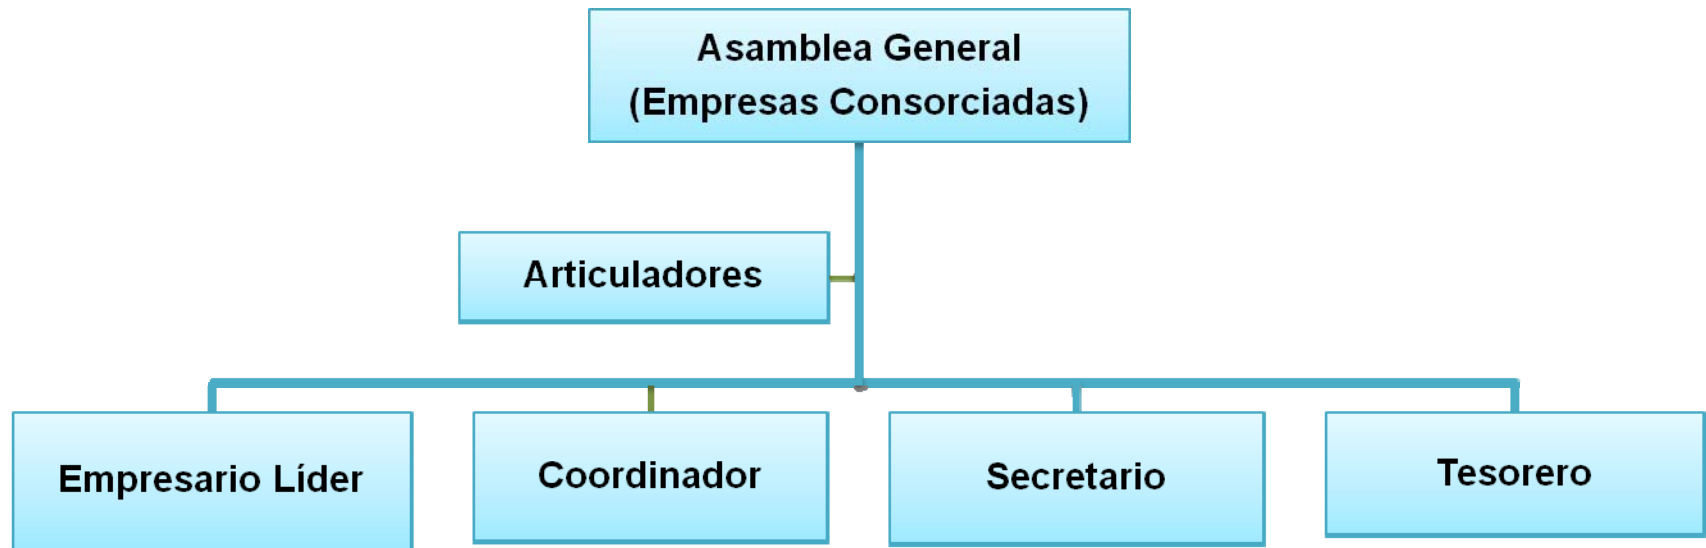 Asamblea General
(Empresas Consorciadas)
Articuladores
Empresario Líder
Coordinador
Secretario
Tesorero